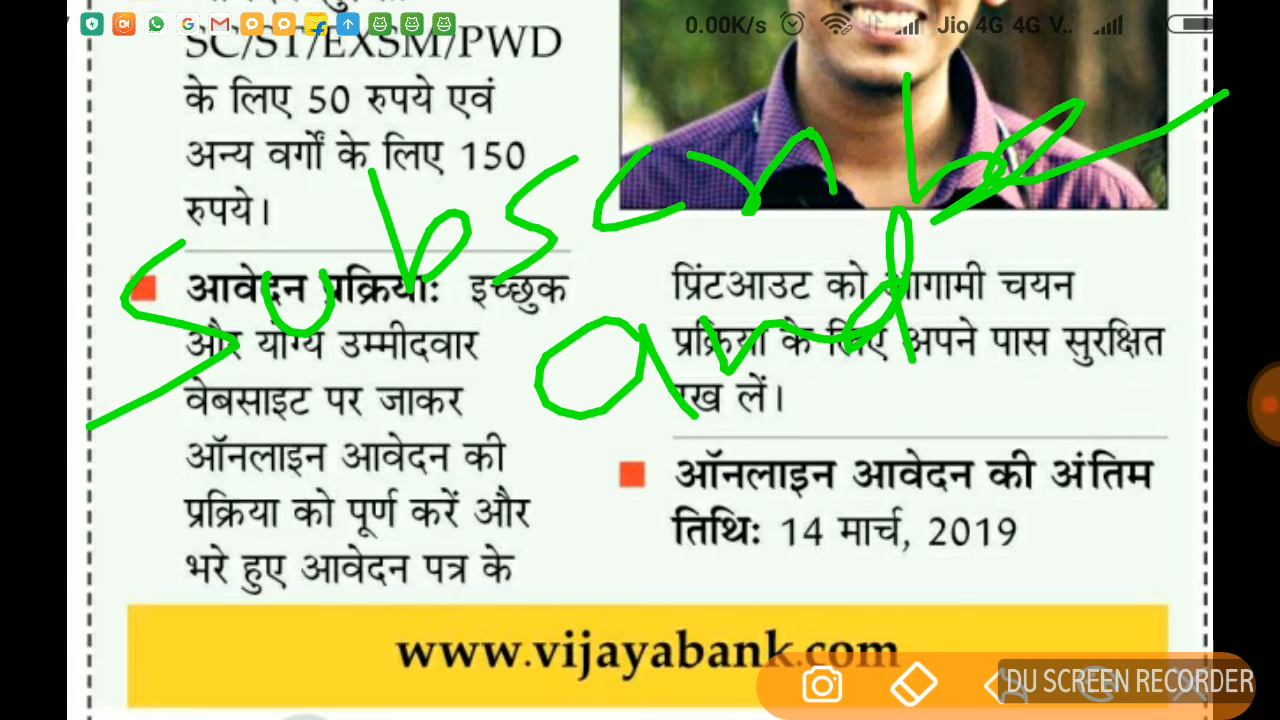 0.00K/s Jio 4G 4G V..
SC/ST/EXSM/PWD
के लिए 50 रुपये एवं
अन्य वर्गों के लिए 150
रुपये।
आवेदन प्रक्रियाः इच्छुक
और योग्य उम्मीदवार
वेबसाइट पर जाकर
ऑनलाइन आवेदन की
प्रक्रिया को पूर्ण करें और
भरे हुए आवेदन पत्र के
प्रिंटआउट को आगामी चयन
प्रक्रिया के लिए अपने पास सुरक्षित
रख लें।
ऑनलाइन आवेदन की अंतिम
तिथिः 14 मार्च, 2019
Subscribe
and
www.vijayabank.com
DU SCREEN RECORDER